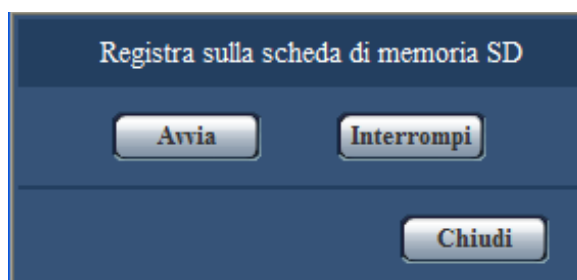 Registra sulla scheda di memoria SD
Avvia Interrompi
Chiudi